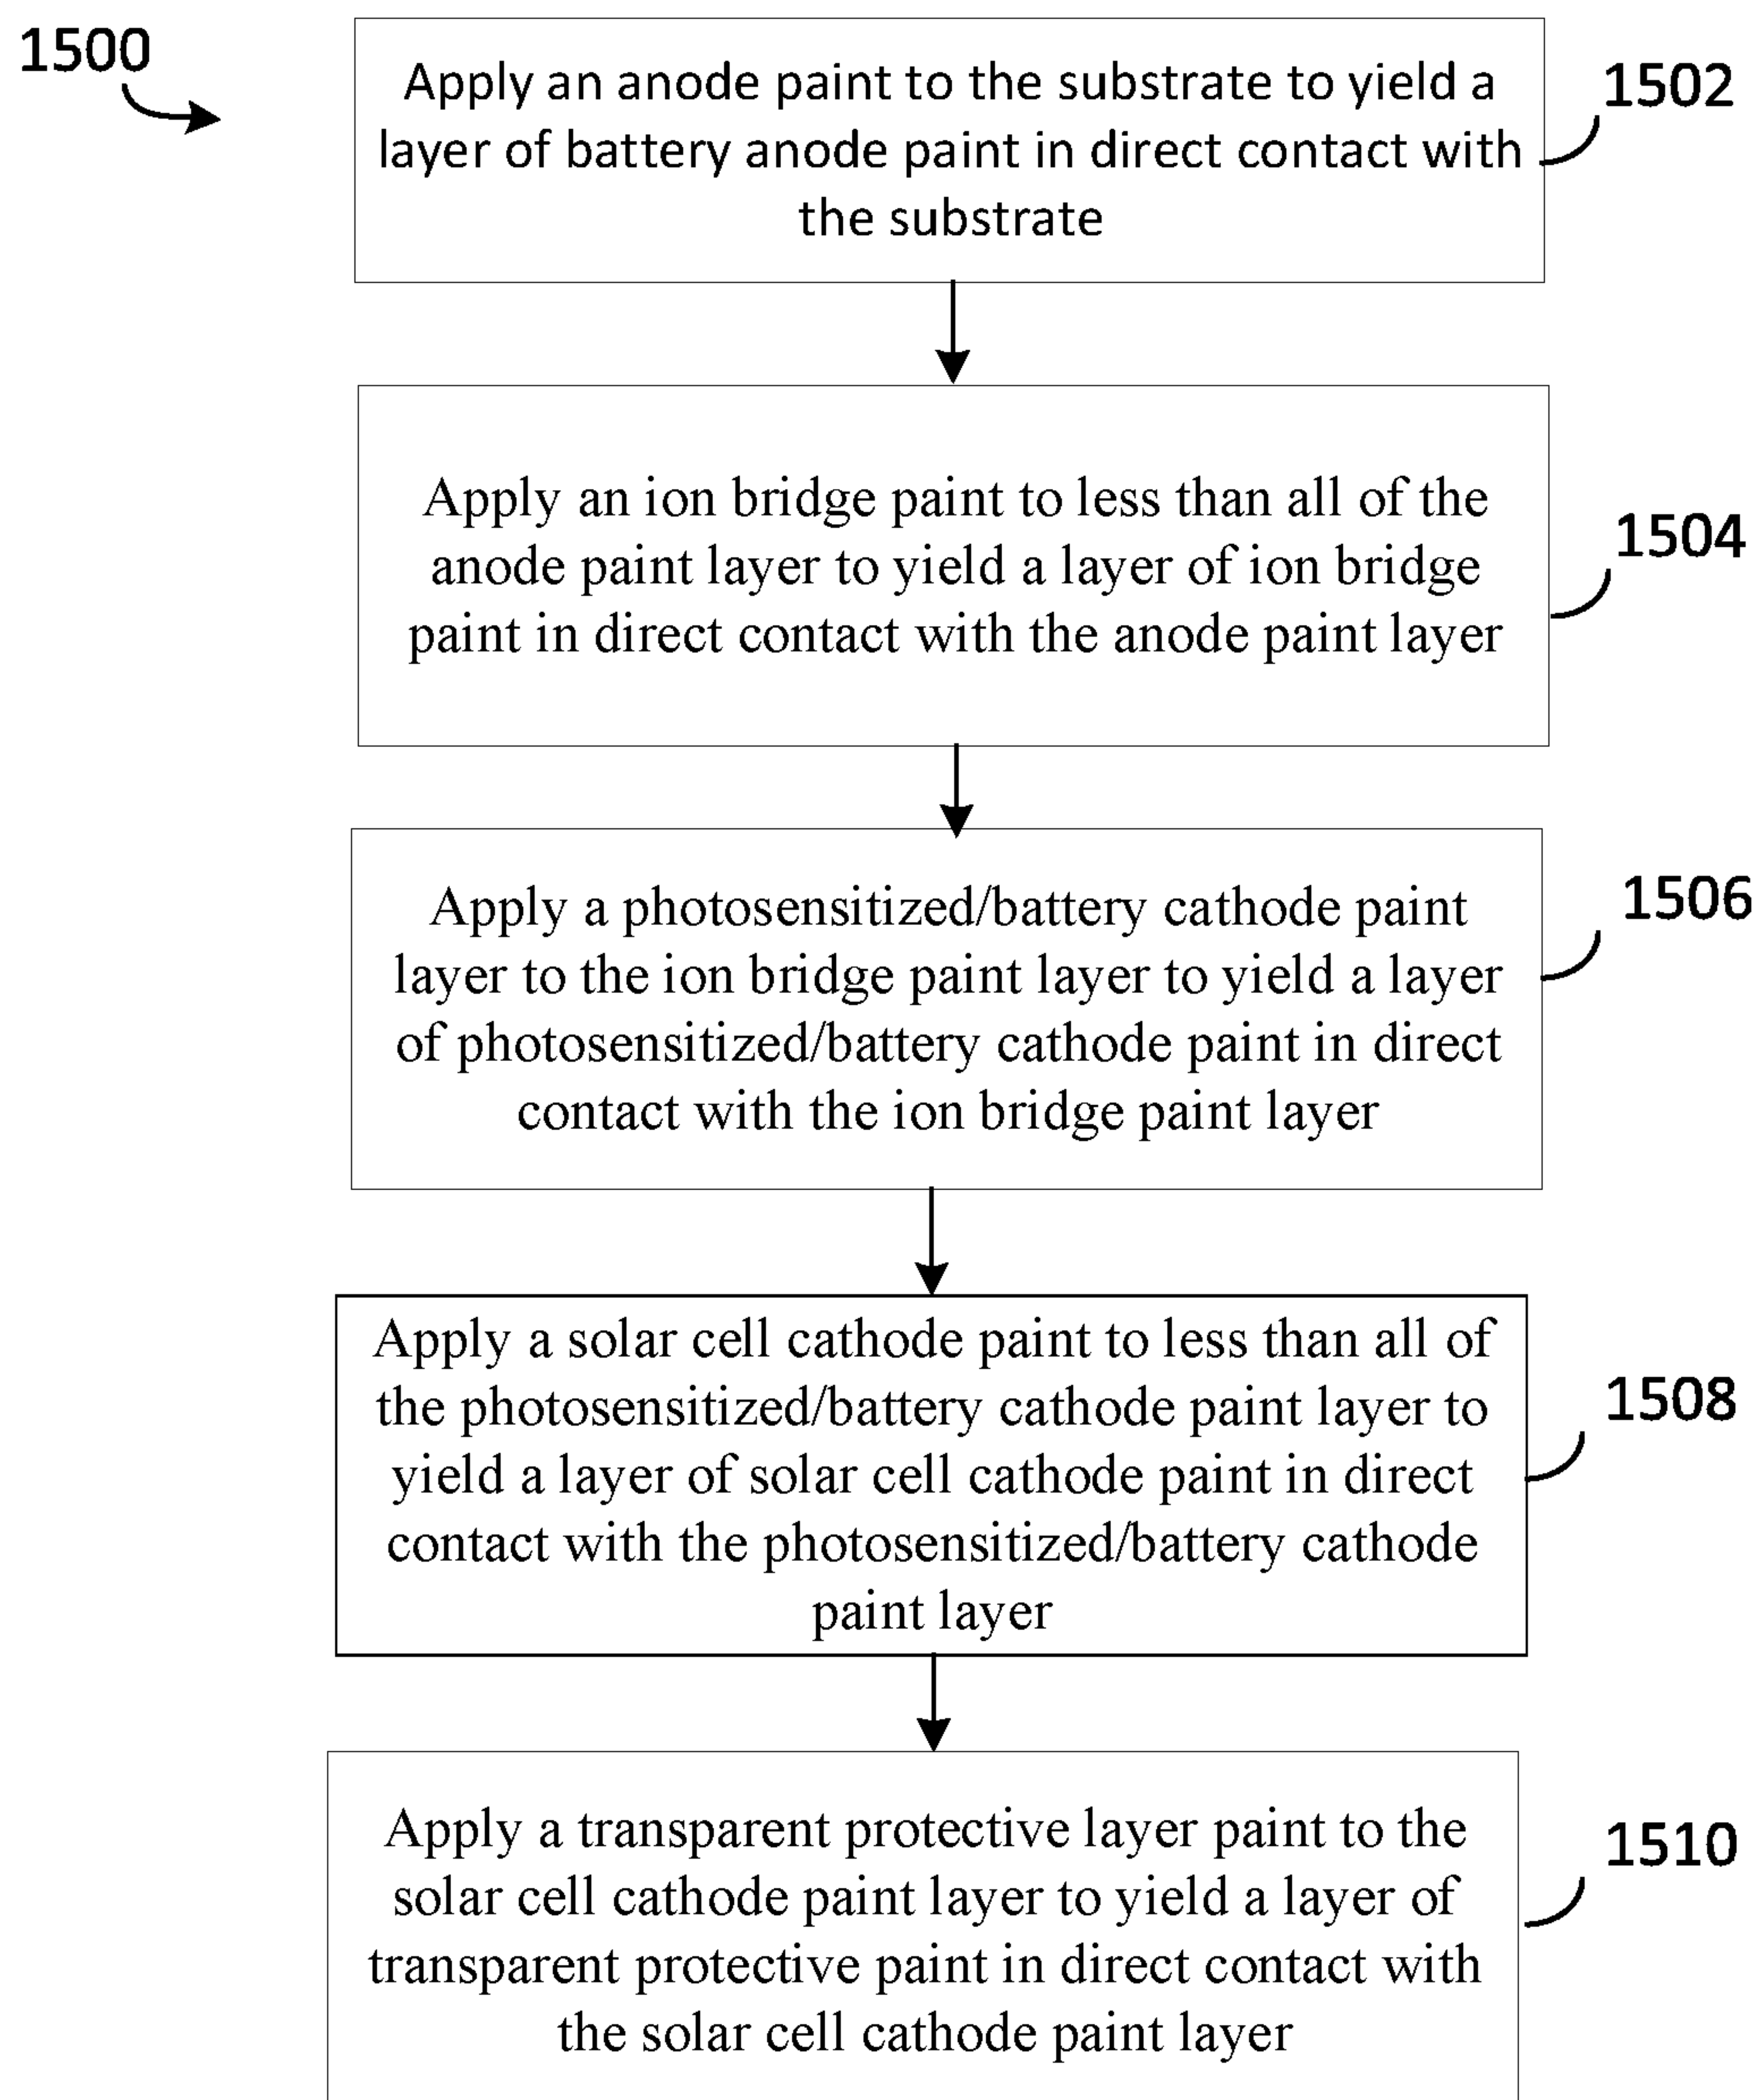 1500
Apply an anode paint to the substrate to yield a
layer of battery anode paint in direct contact with
the substrate
1502
Apply an ion bridge paint to less than all of the
anode paint layer to yield a layer of ion bridge
paint in direct contact with the anode paint layer
1504
Apply a photosensitized/battery cathode paint
layer to the ion bridge paint layer to yield a layer
of photosensitized/battery cathode paint in direct
contact with the ion bridge paint layer
1506
Apply a solar cell cathode paint to less than all of
the photosensitized/battery cathode paint layer to
yield a layer of solar cell cathode paint in direct
contact with the photosensitized/battery cathode
paint layer
1508
Apply a transparent protective layer paint to the
solar cell cathode paint layer to yield a layer of
transparent protective paint in direct contact with
the solar cell cathode paint layer
1510